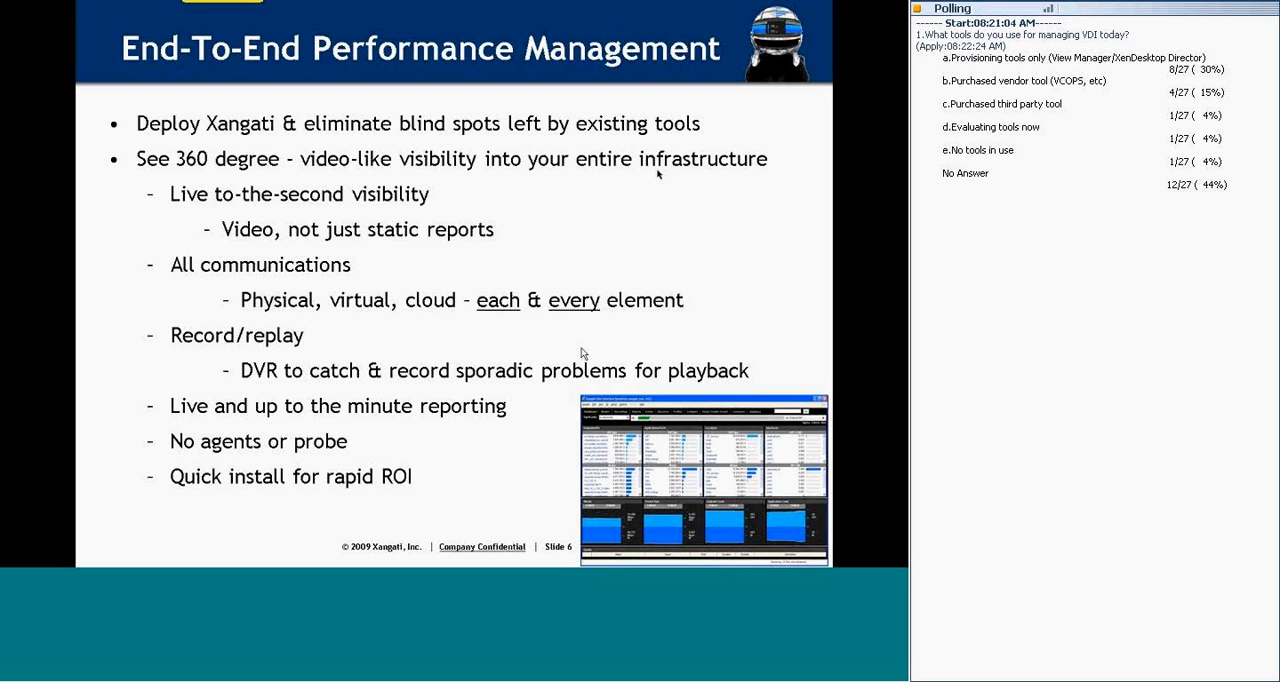 End-To-End Performance Management
• Deploy Xangati & eliminate blind spots left by existing tools
• See 360 degree - video-like visibility into your entire infrastructure
- Live to-the-second visibility
- Video, not just static reports
- All communications
- Physical, virtual, cloud - each & every element
- Record/replay
- DVR to catch & record sporadic problems for playback
- Live and up to the minute reporting
- No agents or probe
- Quick install for rapid ROI
© 2009 Xangati, Inc. | Company Confidential | Slide 6
Polling
------ Start:08:21:04 AM------
1.What tools do you use for managing VDI today?
(Apply:08:22:24 AM)
a.Provisioning tools only (View Manager/XenDesktop Director)
8/27 ( 30%)
b.Purchased vendor tool (VCOPS, etc)
4/27 ( 15%)
c.Purchased third party tool
1/27 ( 4%)
d.Evaluating tools now
1/27 ( 4%)
e.No tools in use
1/27 ( 4%)
No Answer
12/27 ( 44%)